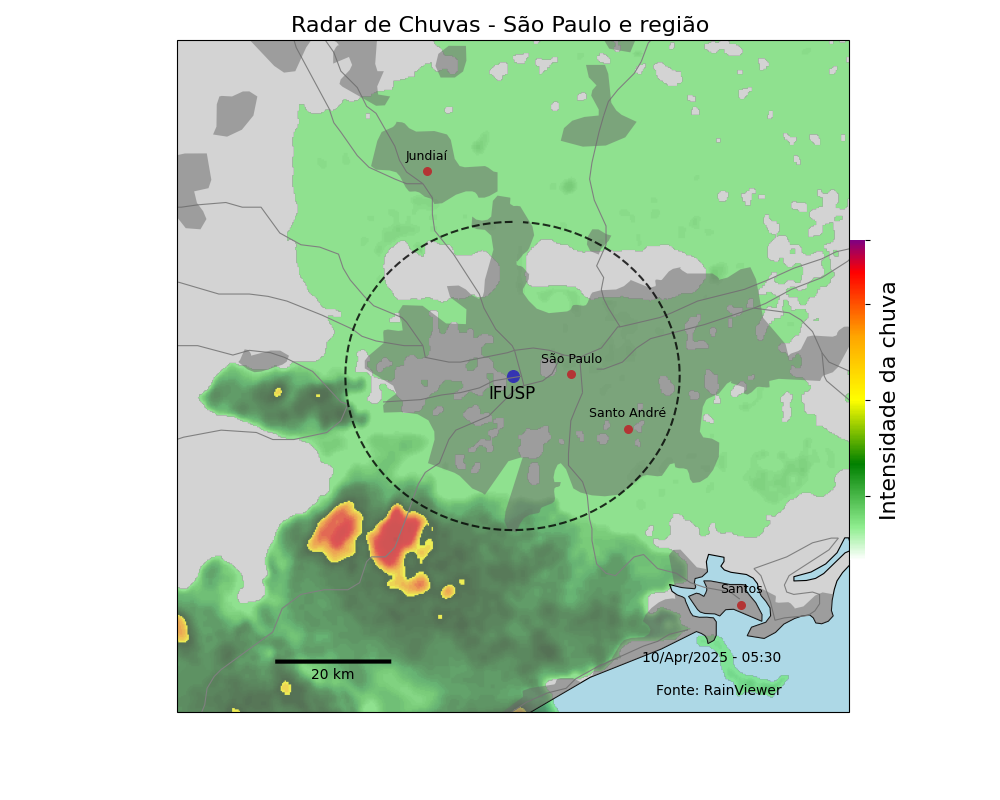 Radar de Chuvas - São Paulo e região
Jundiaí
São Paulo
IFUSP
Santo André
Intensidade da chuva
Santos
10/Apr/2025 - 05:30
20 km
Fonte: RainViewer